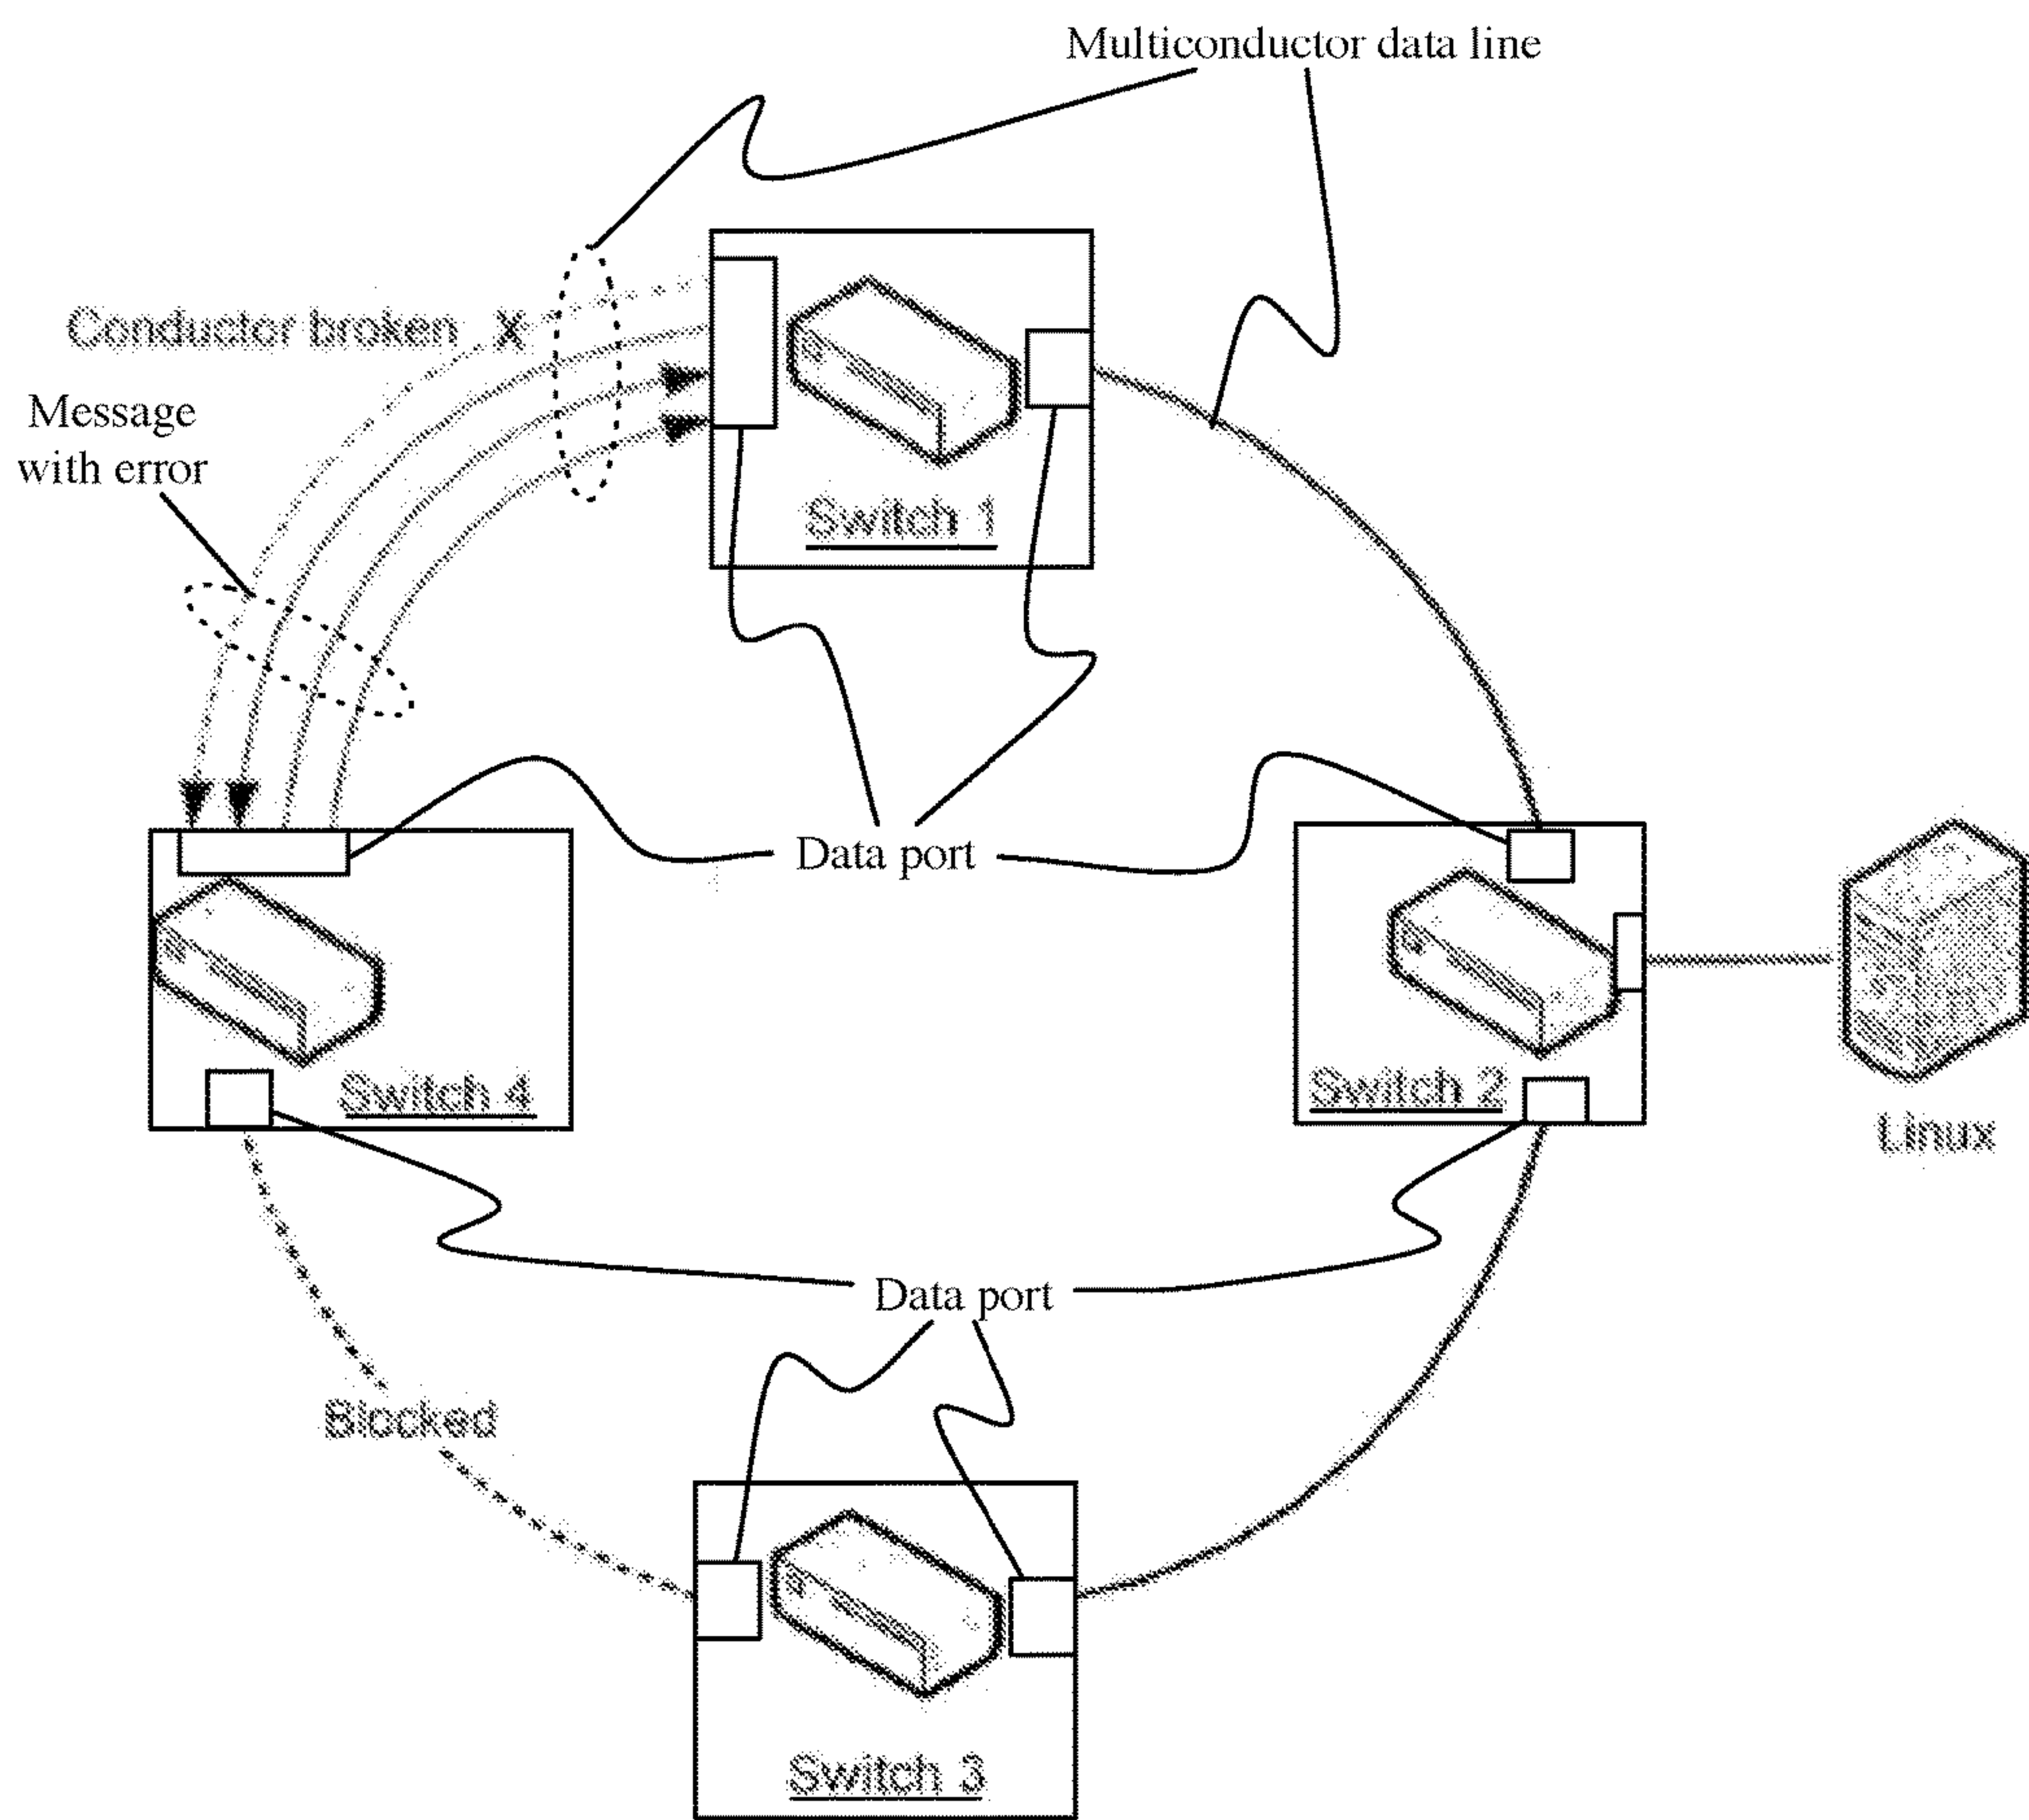 Multiconductor data line
Conductor broken X
Message
with error
Switch 1
Data port
Switch 4
Switch 2
Linux
Data port
Blocked
Switch 3